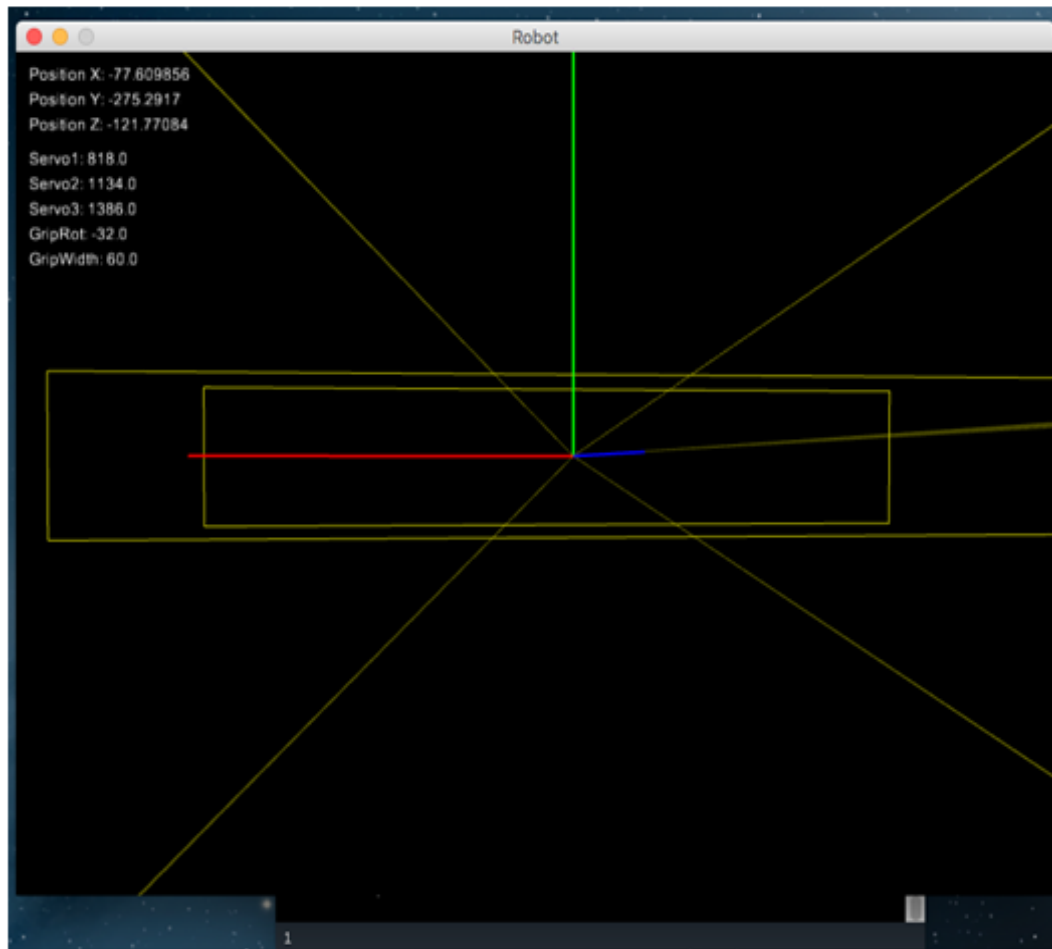 Robot
Position X: -77.609856
Position Y: -275.2917
Position Z: -121.77084
Servo1: 818.0
Servo2: 1134.0
Servo3: 1386.0
GripRot: -32.0
GripWidth: 60.0
1